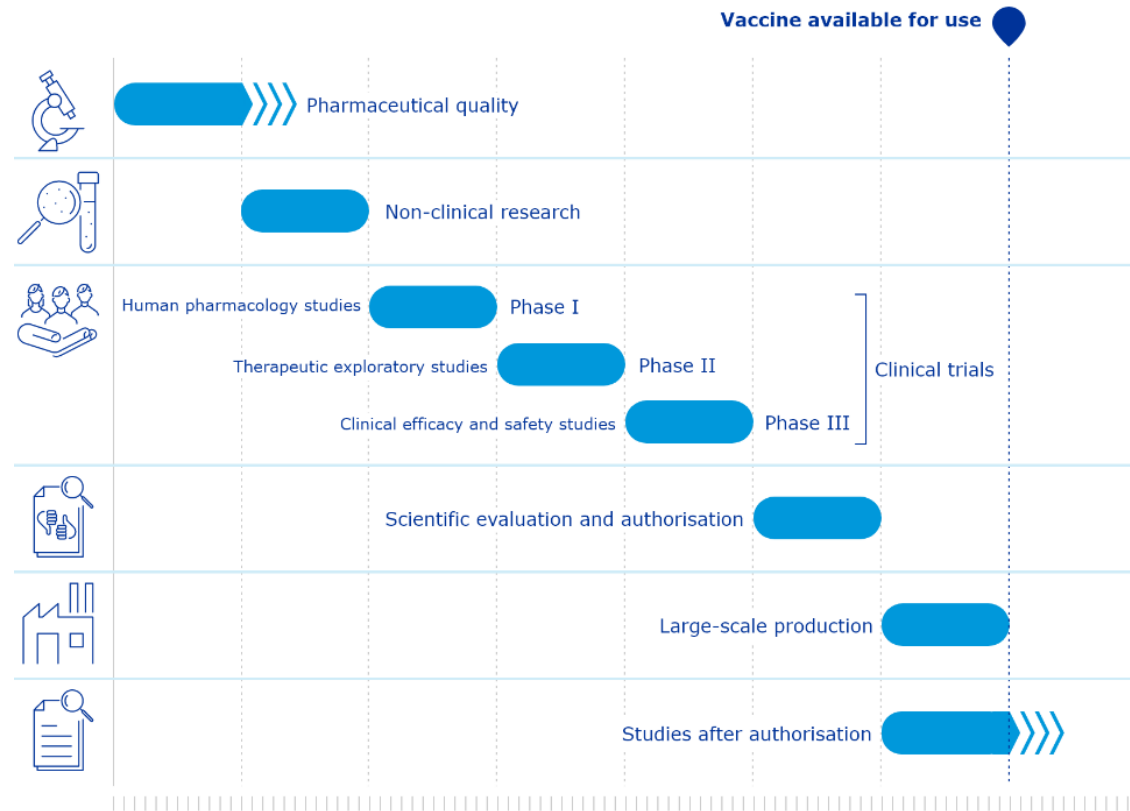 Vaccine available for use
Pharmaceutical quality
Non-clinical research
Human pharmacology studies
Phase I
Therapeutic exploratory studies
Phase II
Clinical trials
Clinical efficacy and safety studies
Phase III
Scientific evaluation and authorisation
Large-scale production
Studies after authorisation